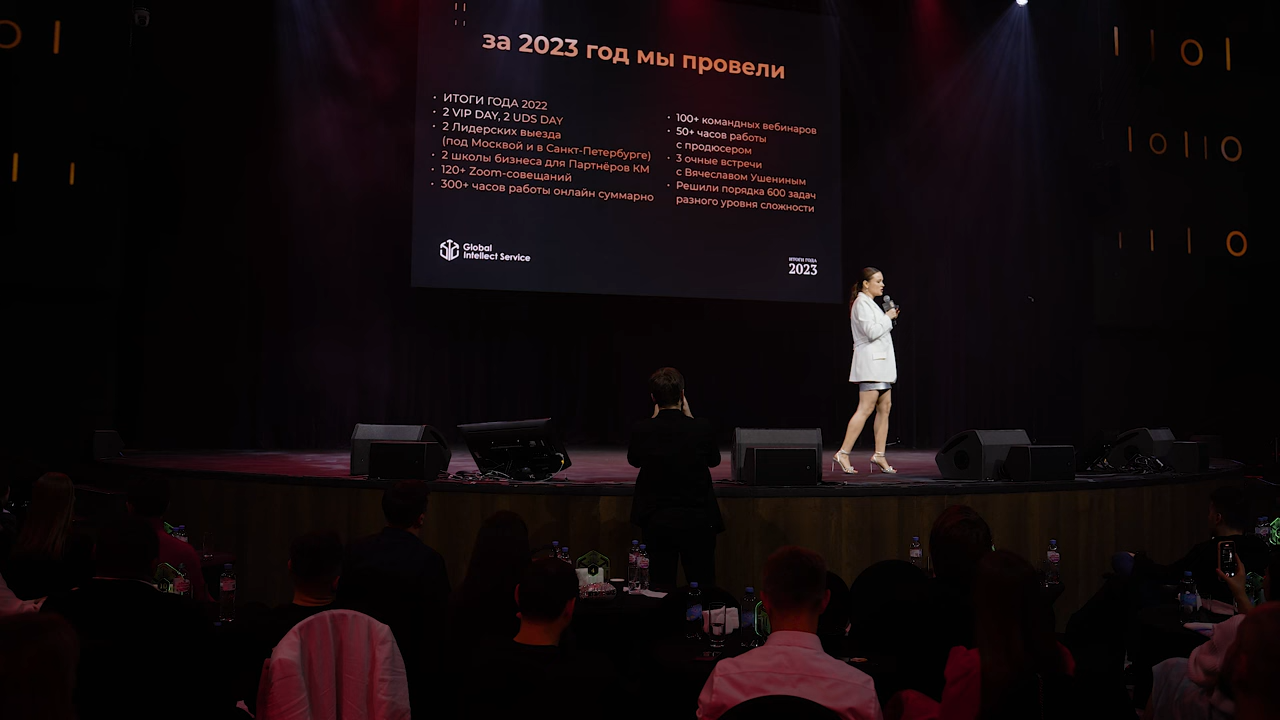 за 2023 год мы провели
· ИТОГИ ГОДА 2022
· 2 VIP DAY, 2 UDS DAY
· 2 Лидерских выезда
(под Москвой и в Санкт-Петербурге)
· 2 школы бизнеса для Партнёров КМ
· 120+ Zoom-совещаний
· 300+ часов работы онлайн суммарно
· 100+ командных вебинаров
· 50+ часов работы
с продюсером
· 3 очные встречи
с Вячеславом Ушениным
· Решили порядка 600 задач
разного уровня сложности
Global
Intellect Service
ИТОГИ ГОДА
2023